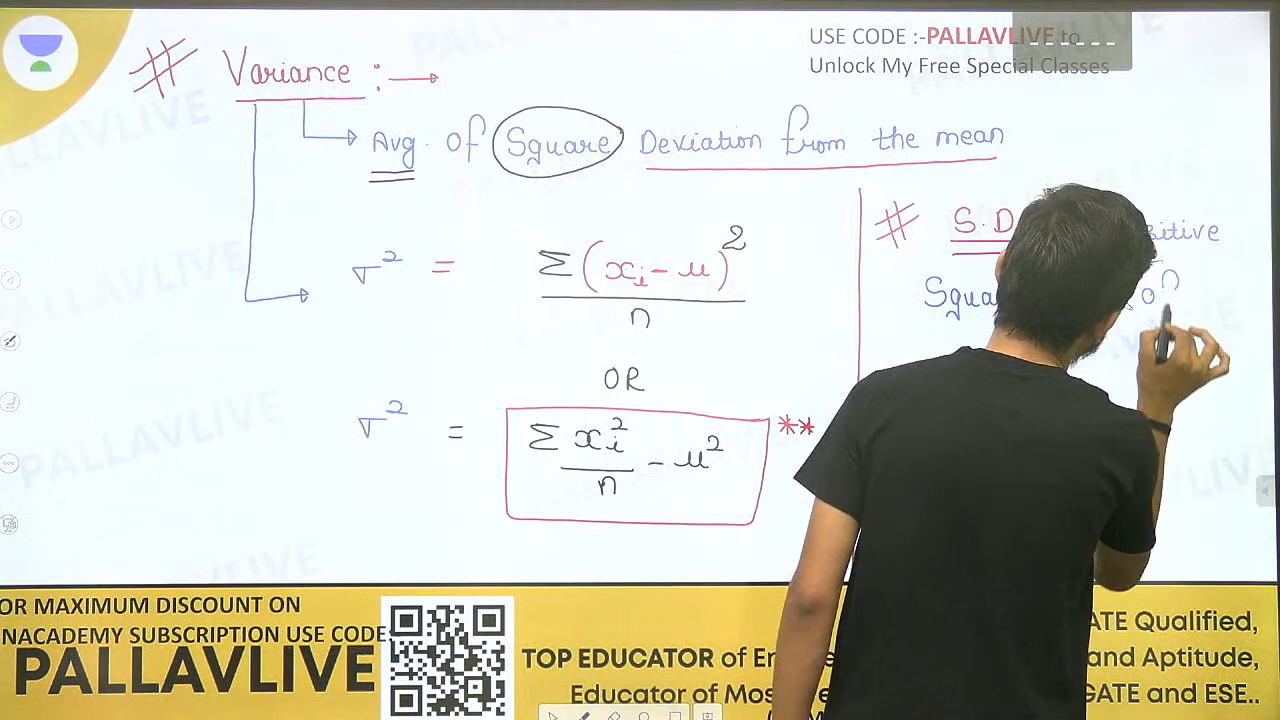 USE CODE :-PALLAVLIVE to
Unlock My Free Special Classes
# Variance :→
Avg. of Square Deviation from the mean
σ² = Σ(xᵢ - μ)² / n
OR
σ² = Σxᵢ² / n - μ² **
# S.D
OR MAXIMUM DISCOUNT ON
NACADEMY SUBSCRIPTION USE CODE:
PALLAVLIVE
TOP EDUCATOR of
Educator of
ATE Qualified,
and Aptitude,
GATE and ESE..
PALLAVLIVE